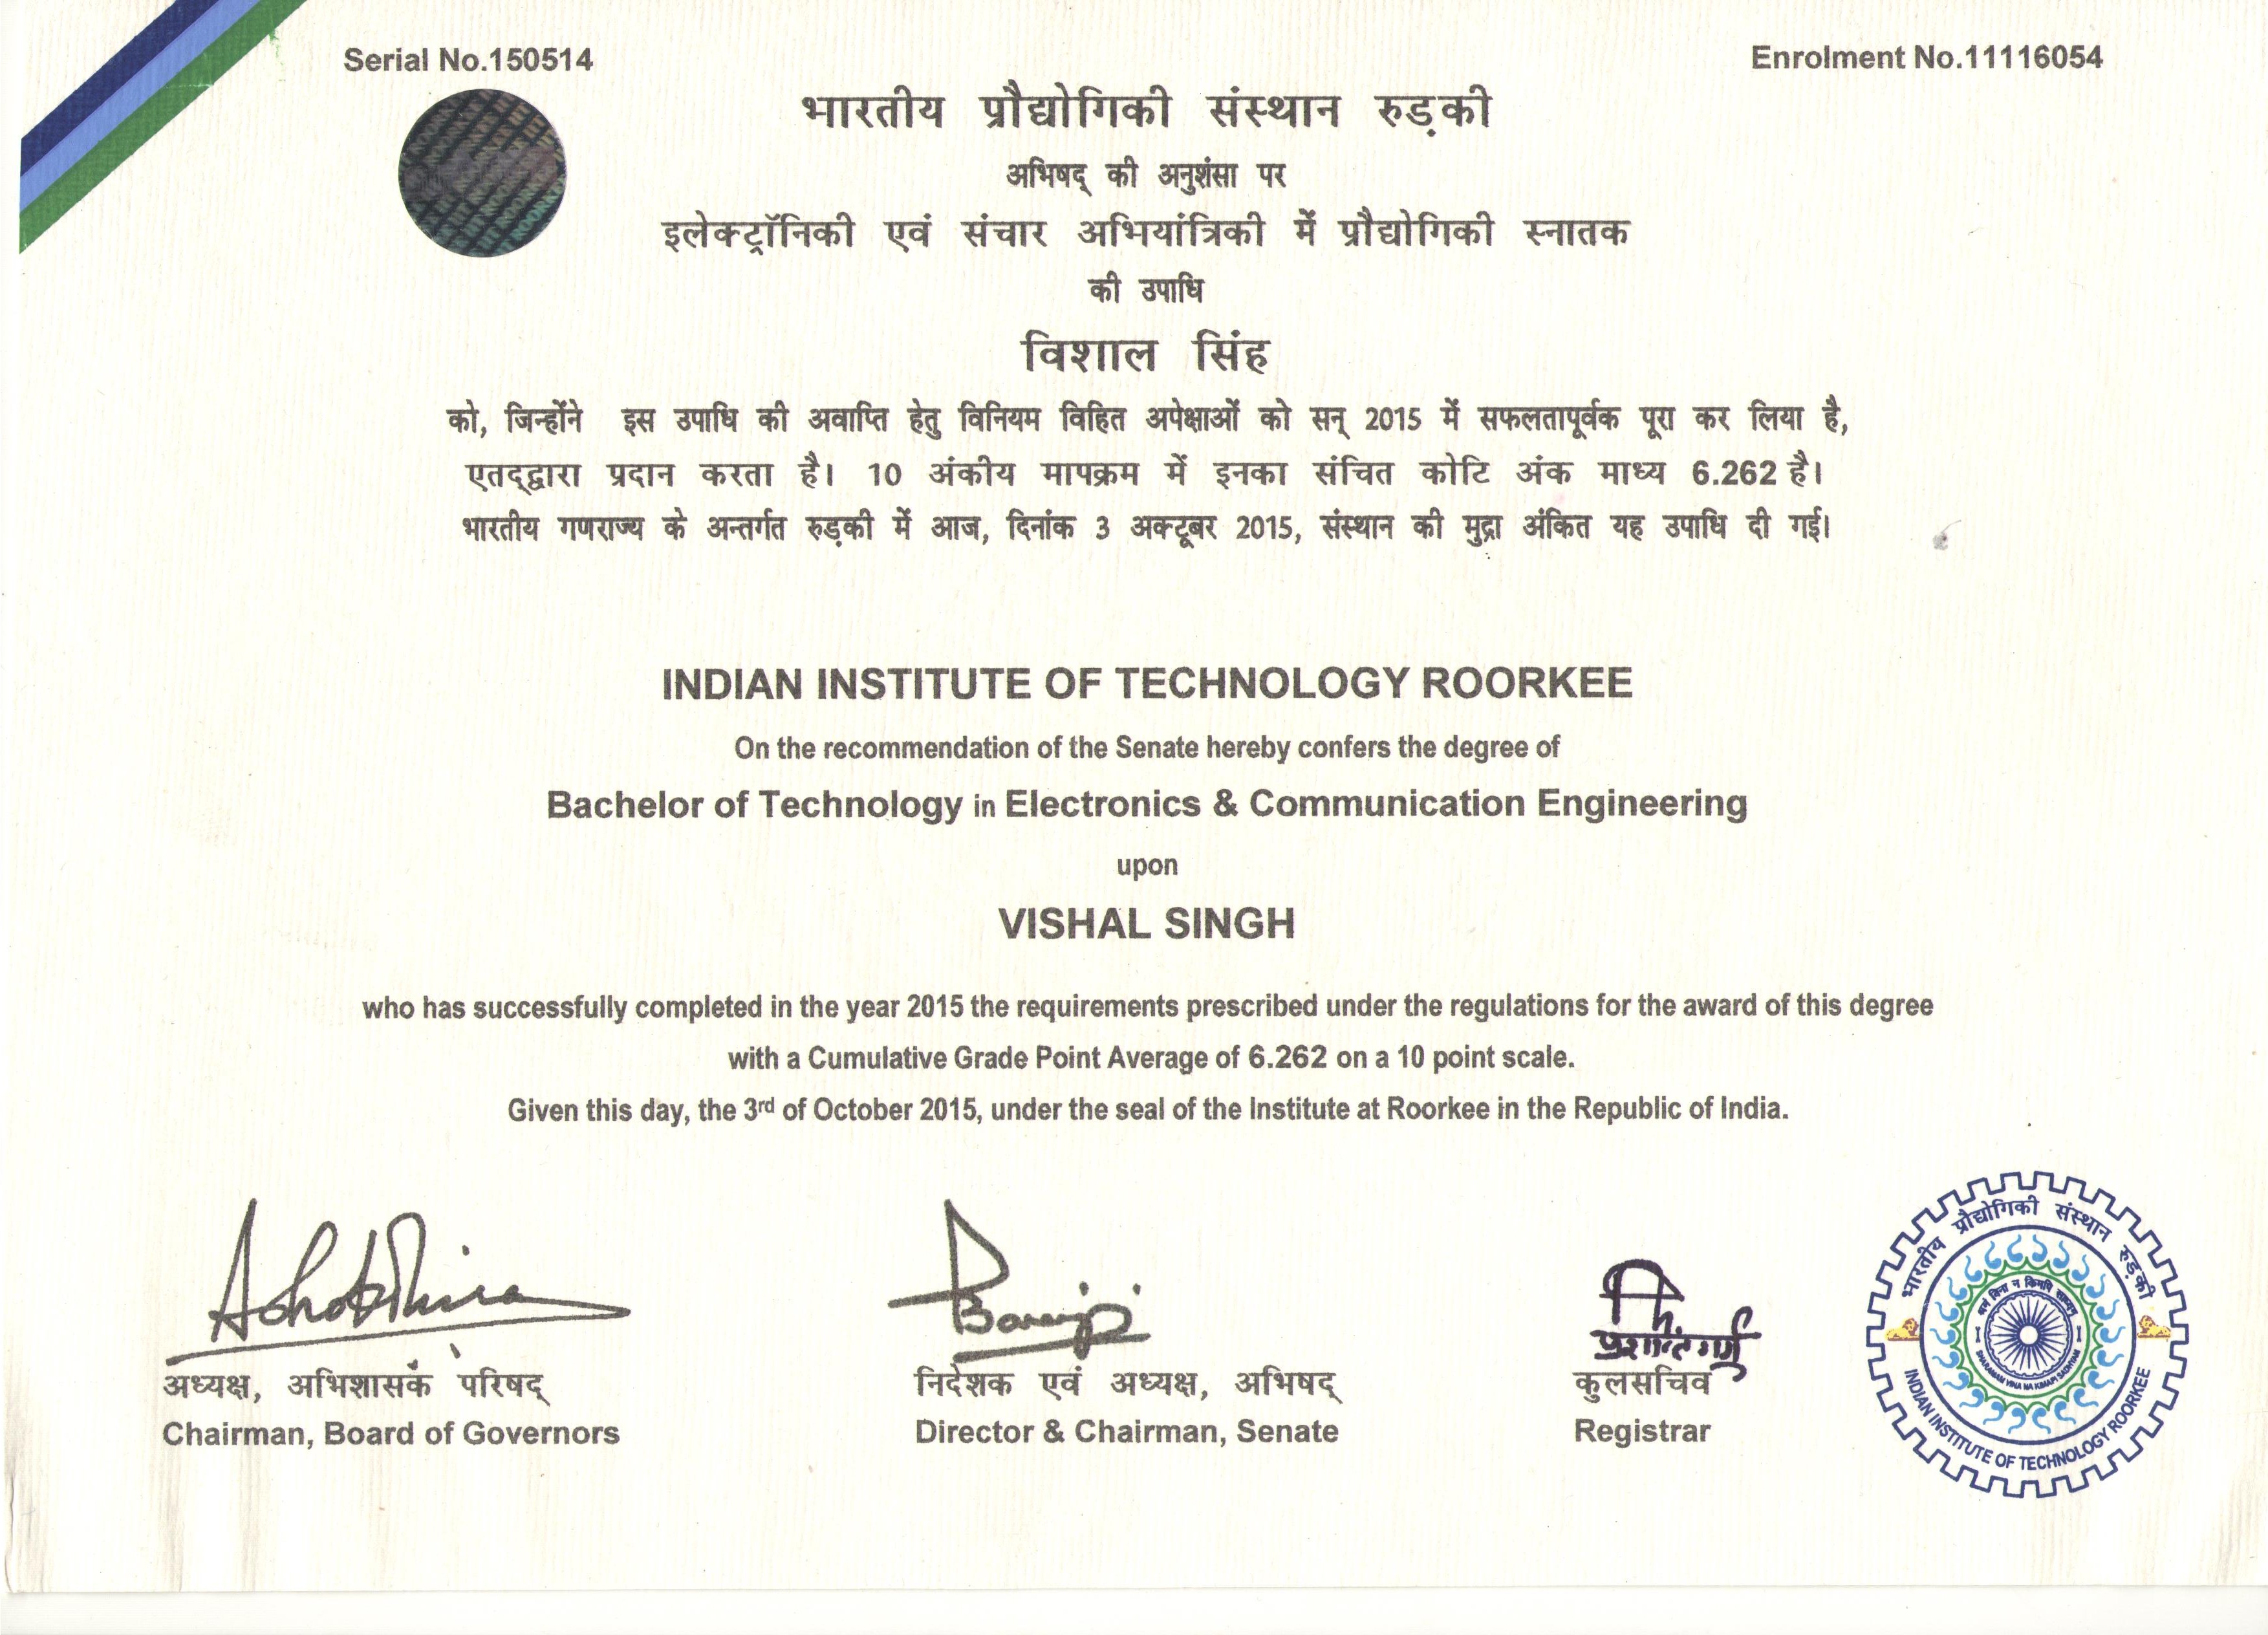 Serial No.150514
Enrolment No.11116054
भारतीय प्रौद्योगिकी संस्थान रुड़की
अभिषद् की अनुशंसा पर
इलेक्ट्रॉनिकी एवं संचार अभियांत्रिकी में प्रौद्योगिकी स्नातक
की उपाधि
विशाल सिंह
को, जिन्होंने इस उपाधि की अवाप्ति हेतु विनियम विहित अपेक्षाओं को सन् 2015 में सफलतापूर्वक पूरा कर लिया है,
एतद्द्वारा प्रदान करता है। 10 अंकीय मापक्रम में इनका संचित कोटि अंक माध्य 6.262 है।
भारतीय गणराज्य के अन्तर्गत रुड़की में आज, दिनांक 3 अक्टूबर 2015, संस्थान की मुद्रा अंकित यह उपाधि दी गई।
INDIAN INSTITUTE OF TECHNOLOGY ROORKEE
On the recommendation of the Senate hereby confers the degree of
Bachelor of Technology in Electronics & Communication Engineering
upon
VISHAL SINGH
who has successfully completed in the year 2015 the requirements prescribed under the regulations for the award of this degree
with a Cumulative Grade Point Average of 6.262 on a 10 point scale.
Given this day, the 3rd of October 2015, under the seal of the Institute at Roorkee in the Republic of India.
प्रशान्त गर्ग
अध्यक्ष, अभिशासक परिषद्
Chairman, Board of Governors
निदेशक एवं अध्यक्ष, अभिषद्
Director & Chairman, Senate
कुलसचिव
Registrar
भारतीय प्रौद्योगिकी संस्थान रुड़की
श्रमं विना न किमपि साध्यम्
SHRAMAM VINA NA KIMAPI SADHYAM
INDIAN INSTITUTE OF TECHNOLOGY ROORKEE